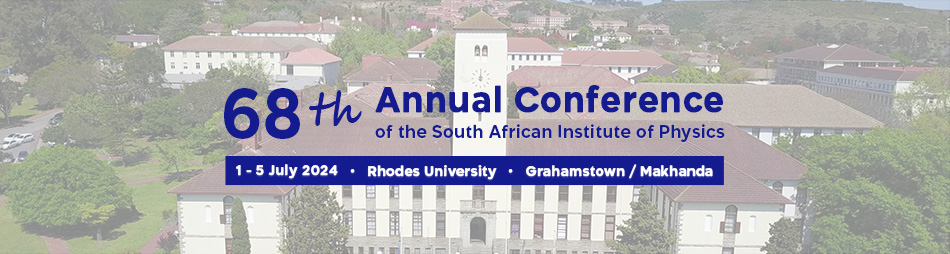 68th Annual Conference
of the South African Institute of Physics
1 - 5 July 2024 • Rhodes University • Grahamstown / Makhanda